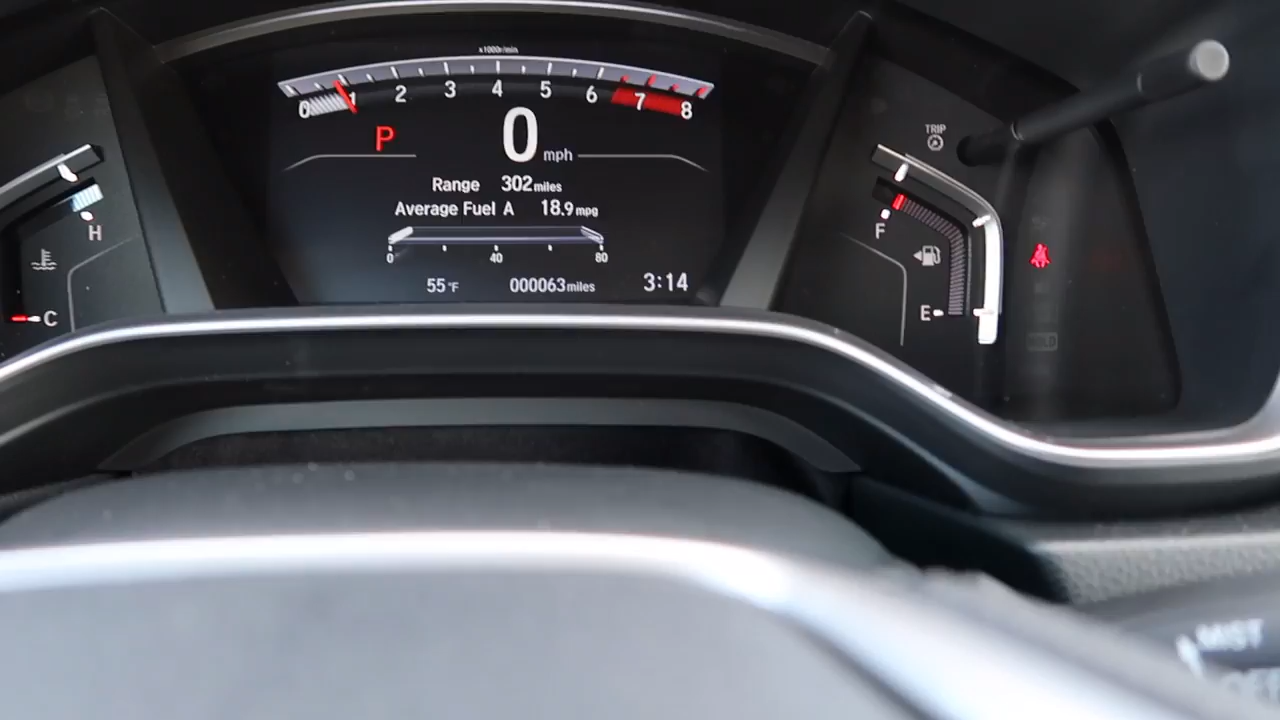 x1000r/min
0 1 2 3 4 5 6 7 8
P
0 mph
TRIP
Range 302 miles
Average Fuel A 18.9 mpg
0 40 80
55 °F 000063 miles 3:14
H
C
F
E
MIST